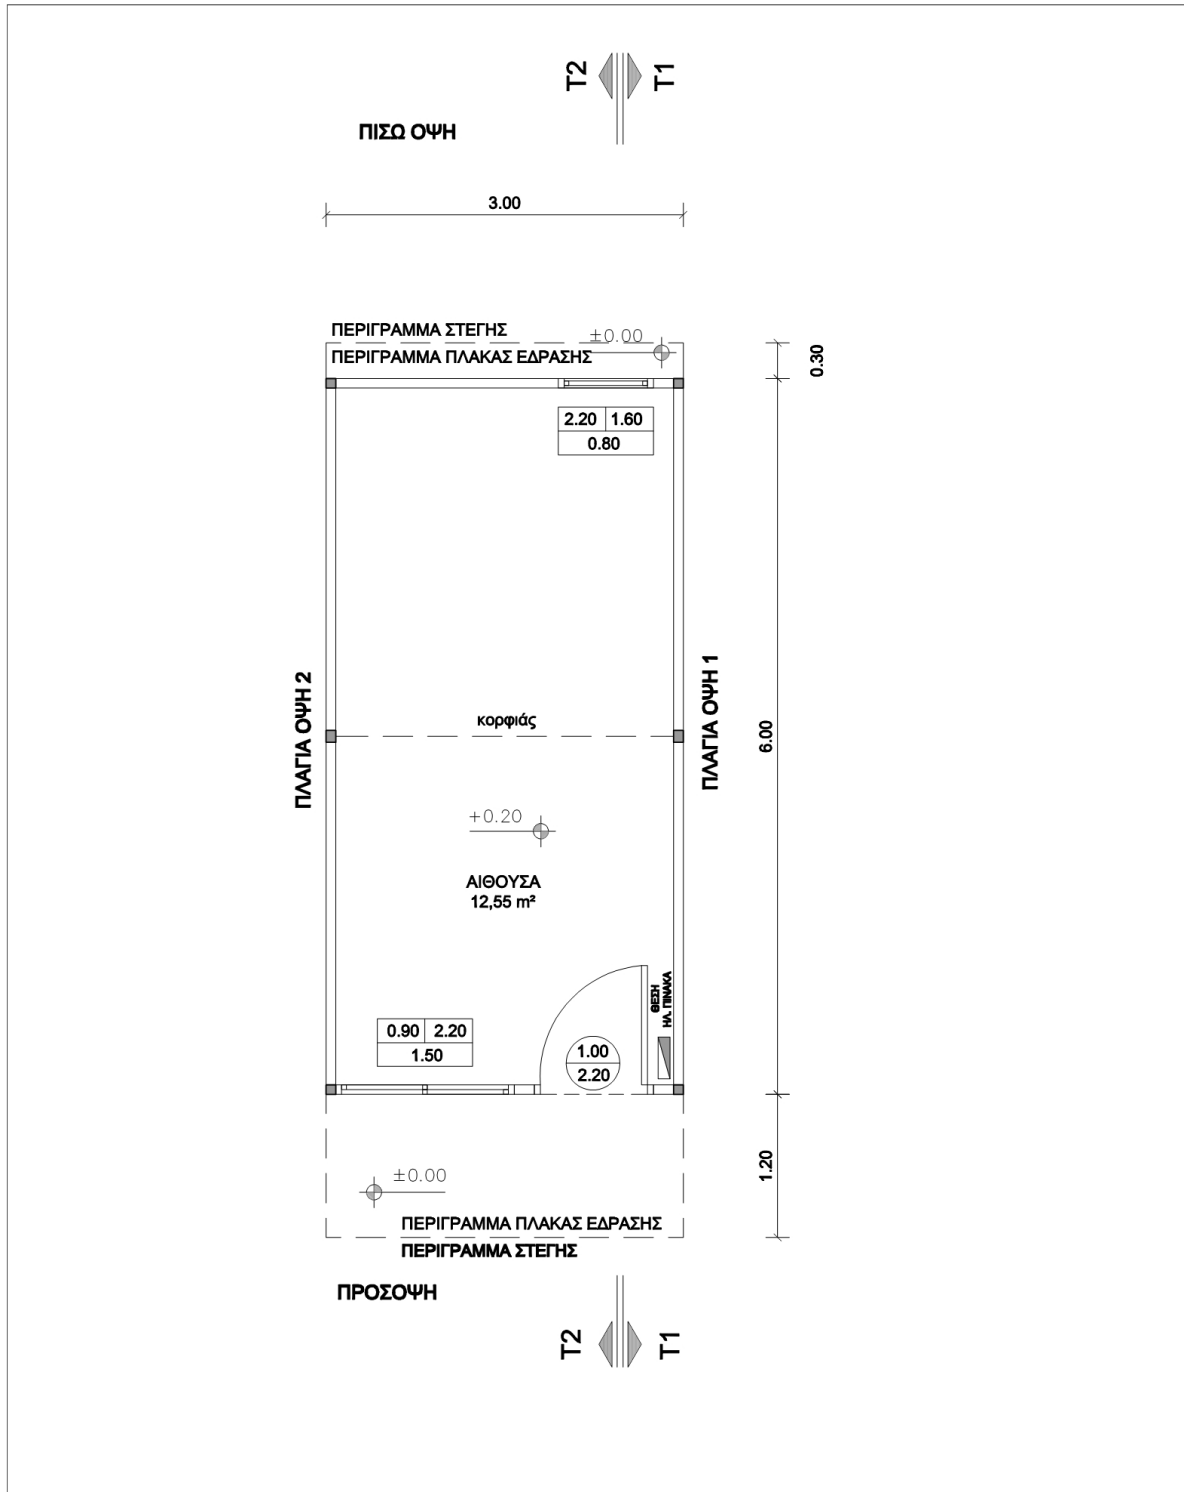 T2
T1
ΠΙΣΩ ΟΨΗ
3.00
ΠΕΡΙΓΡΑΜΜΑ ΣΤΕΓΗΣ
±0.00
ΠΕΡΙΓΡΑΜΜΑ ΠΛΑΚΑΣ ΕΔΡΑΣΗΣ
0.30
2.20 1.60
0.80
ΠΛΑΓΙΑ ΟΨΗ 2
κορφιάς
ΠΛΑΓΙΑ ΟΨΗ 1
6.00
+0.20
ΑΙΘΟΥΣΑ
12,55 m²
ΘΕΣΗ
ΗΛ. ΠΙΝΑΚΑ
0.90 2.20
1.50
1.00
2.20
1.20
±0.00
ΠΕΡΙΓΡΑΜΜΑ ΠΛΑΚΑΣ ΕΔΡΑΣΗΣ
ΠΕΡΙΓΡΑΜΜΑ ΣΤΕΓΗΣ
ΠΡΟΣΟΨΗ
T2
T1